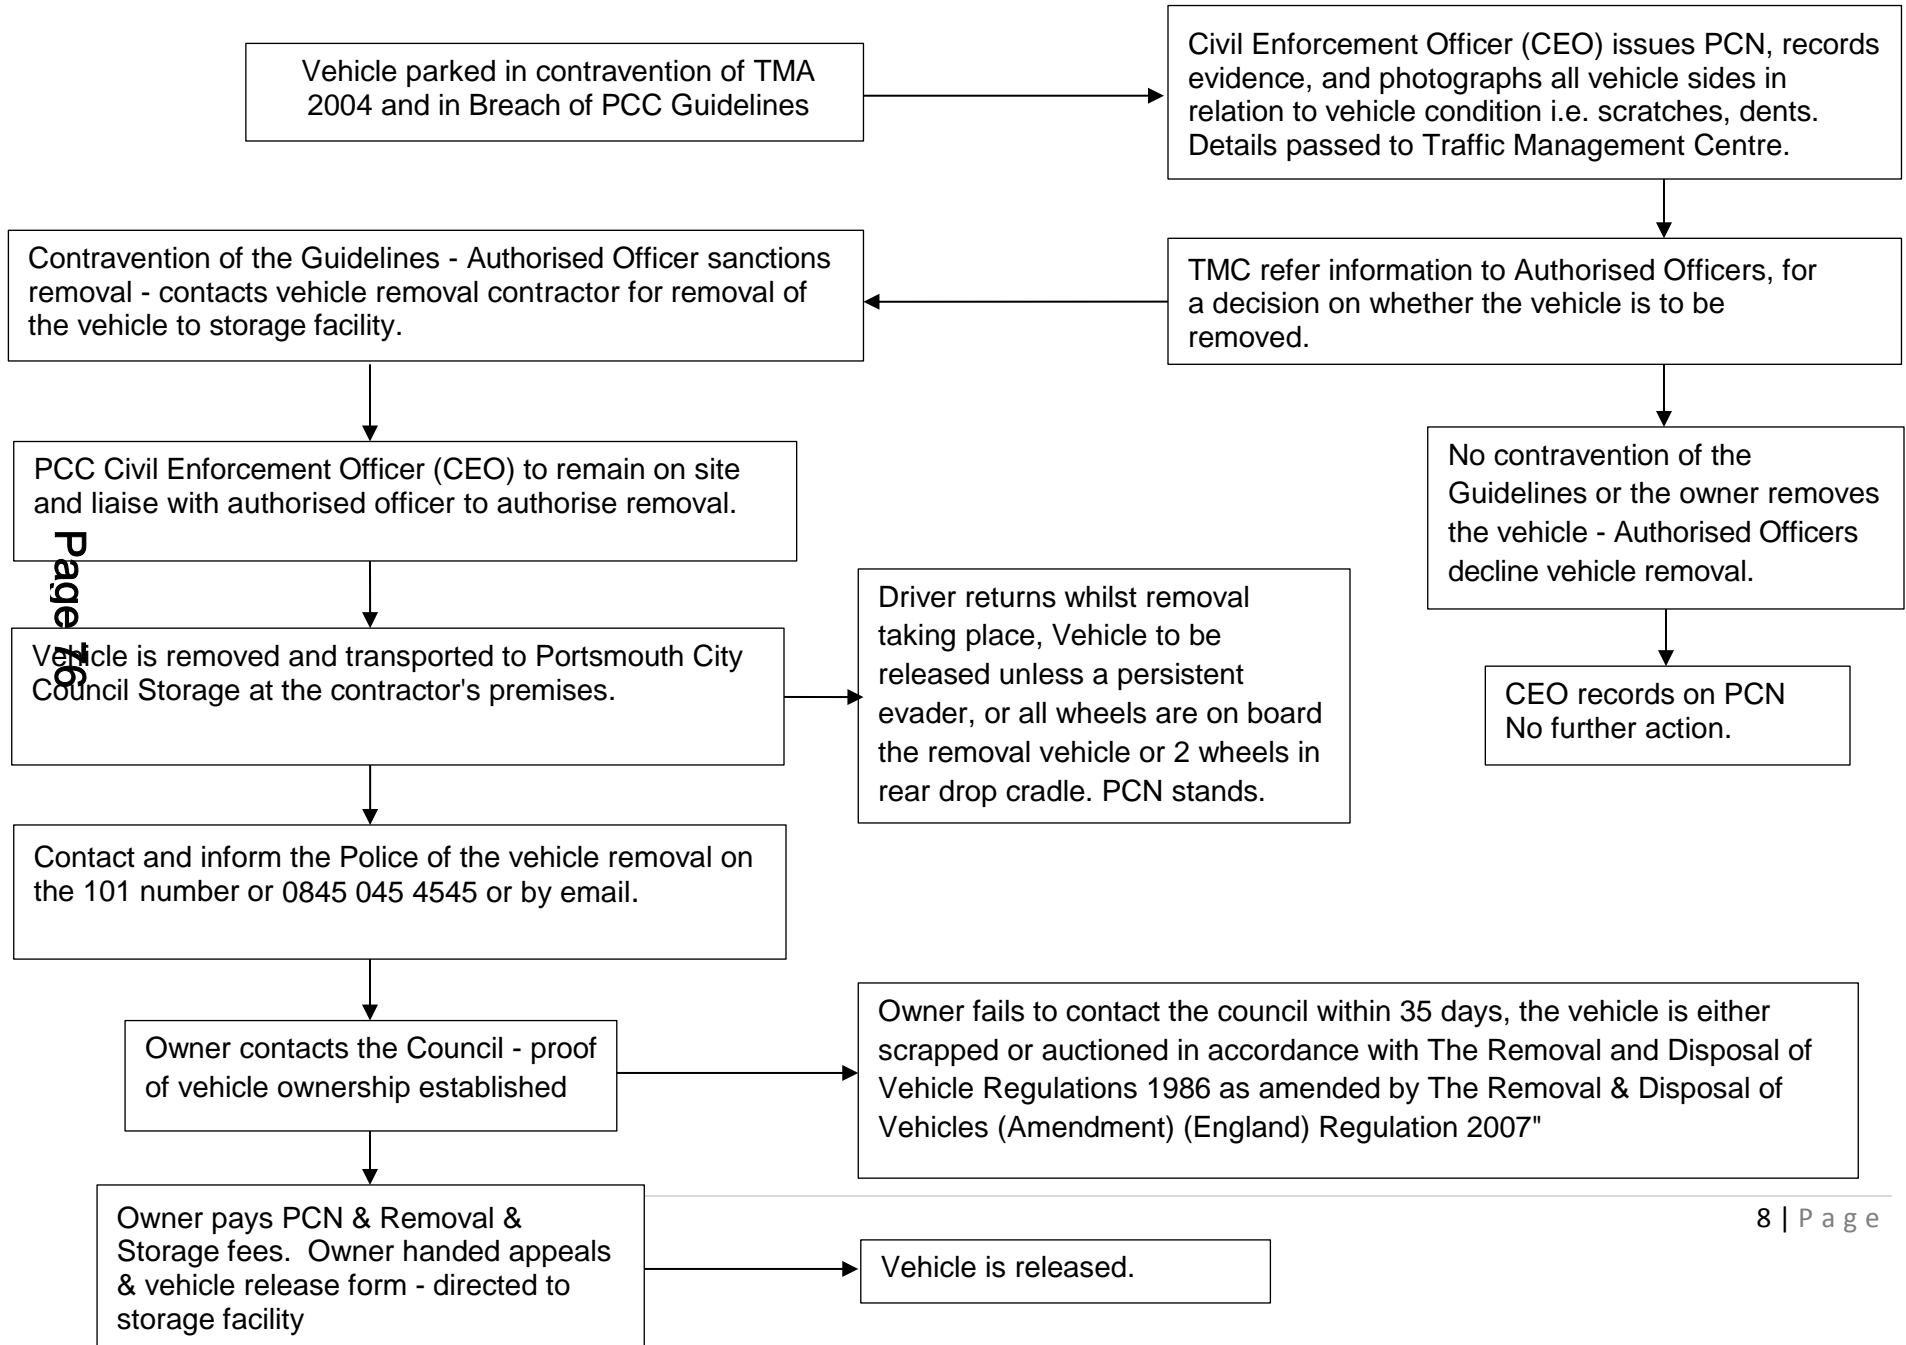 Vehicle parked in contravention of TMA
2004 and in Breach of PCC Guidelines
Civil Enforcement Officer (CEO) issues PCN, records
evidence, and photographs all vehicle sides in
relation to vehicle condition i.e. scratches, dents.
Details passed to Traffic Management Centre.
TMC refer information to Authorised Officers, for
a decision on whether the vehicle is to be
removed.
Contravention of the Guidelines - Authorised Officer sanctions
removal - contacts vehicle removal contractor for removal of
the vehicle to storage facility.
No contravention of the
Guidelines or the owner removes
the vehicle - Authorised Officers
decline vehicle removal.
CEO records on PCN
No further action.
PCC Civil Enforcement Officer (CEO) to remain on site
and liaise with authorised officer to authorise removal.
Page 76
Vehicle is removed and transported to Portsmouth City
Council Storage at the contractor's premises.
Driver returns whilst removal
taking place, Vehicle to be
released unless a persistent
evader, or all wheels are on board
the removal vehicle or 2 wheels in
rear drop cradle. PCN stands.
Contact and inform the Police of the vehicle removal on
the 101 number or 0845 045 4545 or by email.
Owner contacts the Council - proof
of vehicle ownership established
Owner fails to contact the council within 35 days, the vehicle is either
scrapped or auctioned in accordance with The Removal and Disposal of
Vehicle Regulations 1986 as amended by The Removal & Disposal of
Vehicles (Amendment) (England) Regulation 2007"
Owner pays PCN & Removal &
Storage fees.  Owner handed appeals
& vehicle release form - directed to
storage facility
Vehicle is released.
8 | Page